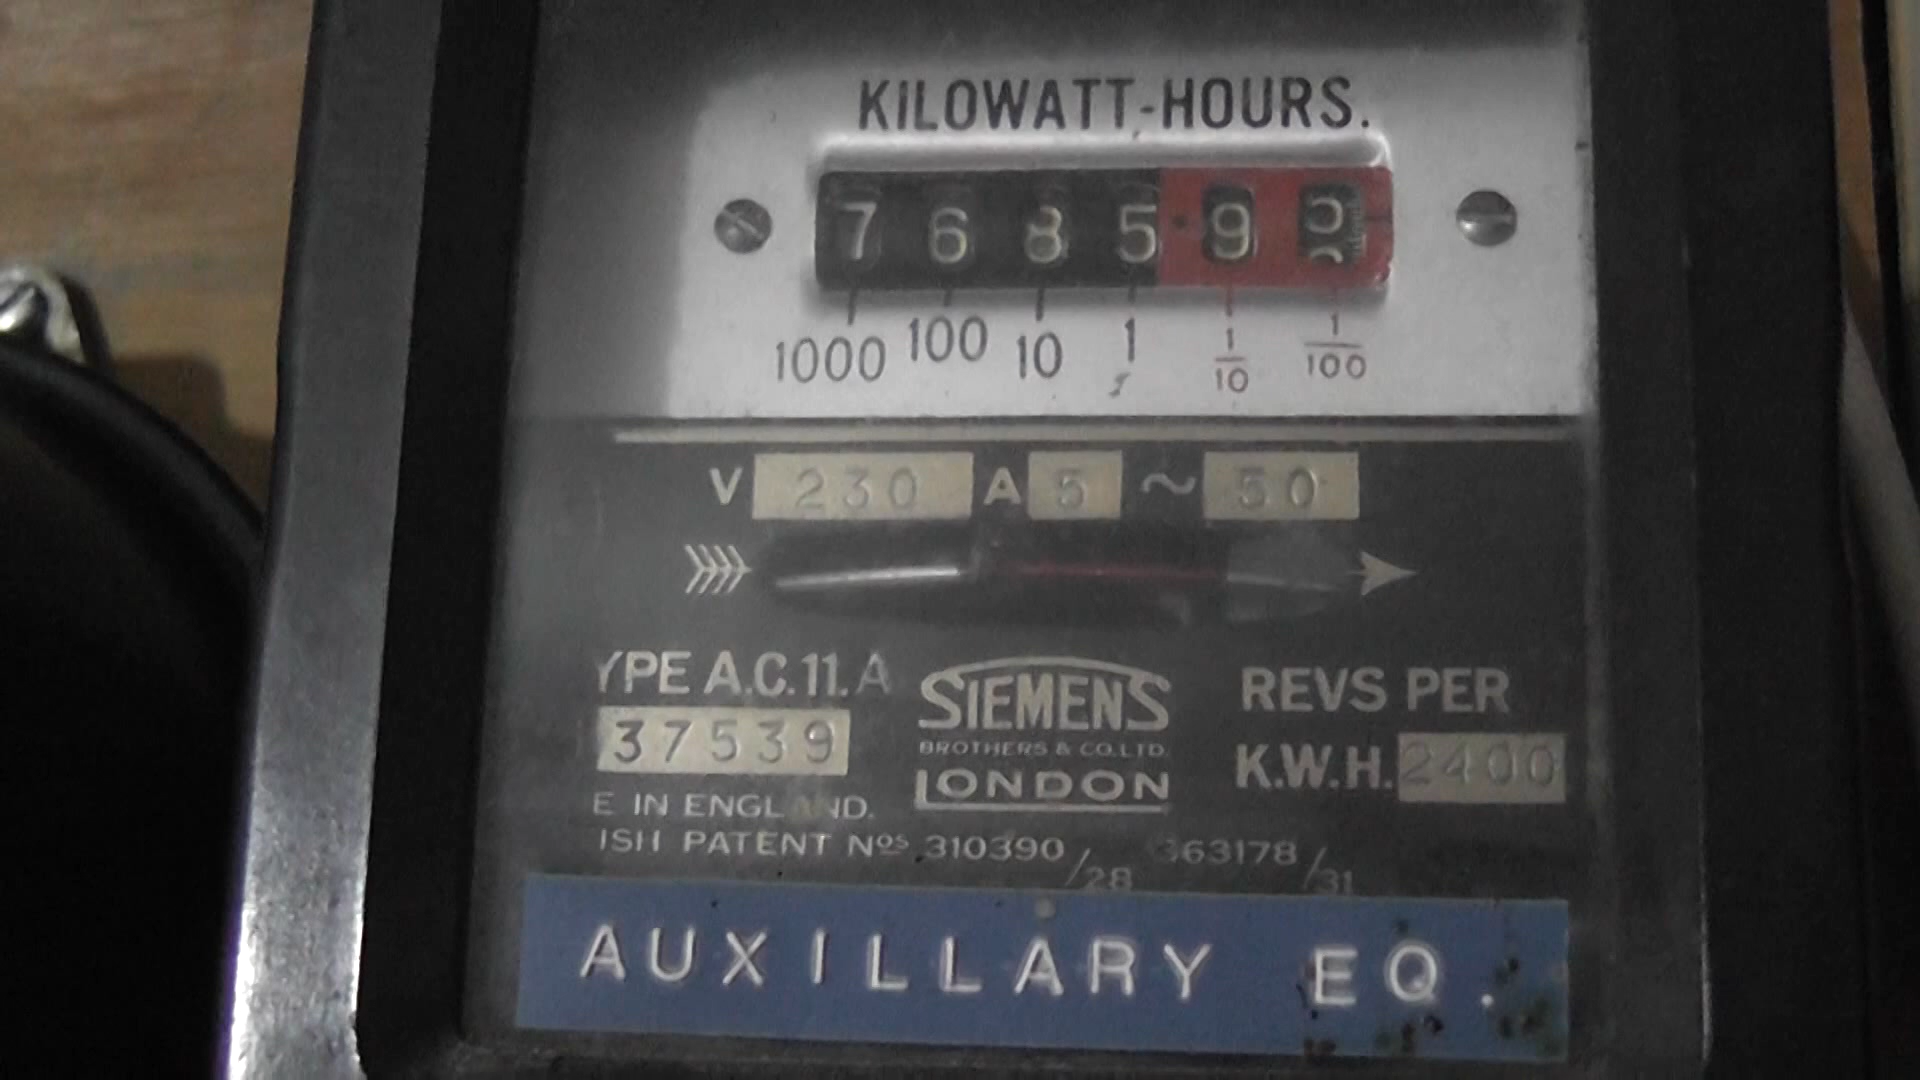 KILOWATT-HOURS.
7 6 8 5 . 9
1000 100 10 1 1/10 1/100
V 230 A 5 ~ 50
YPE A.C.11.A
37539
SIEMENS
BROTHERS & CO. LTD.
LONDON
REVS PER
K.W.H. 2400
E IN ENGLAND.
ISH PATENT Nos 310390/28 363178/31
AUXILLARY EQ.